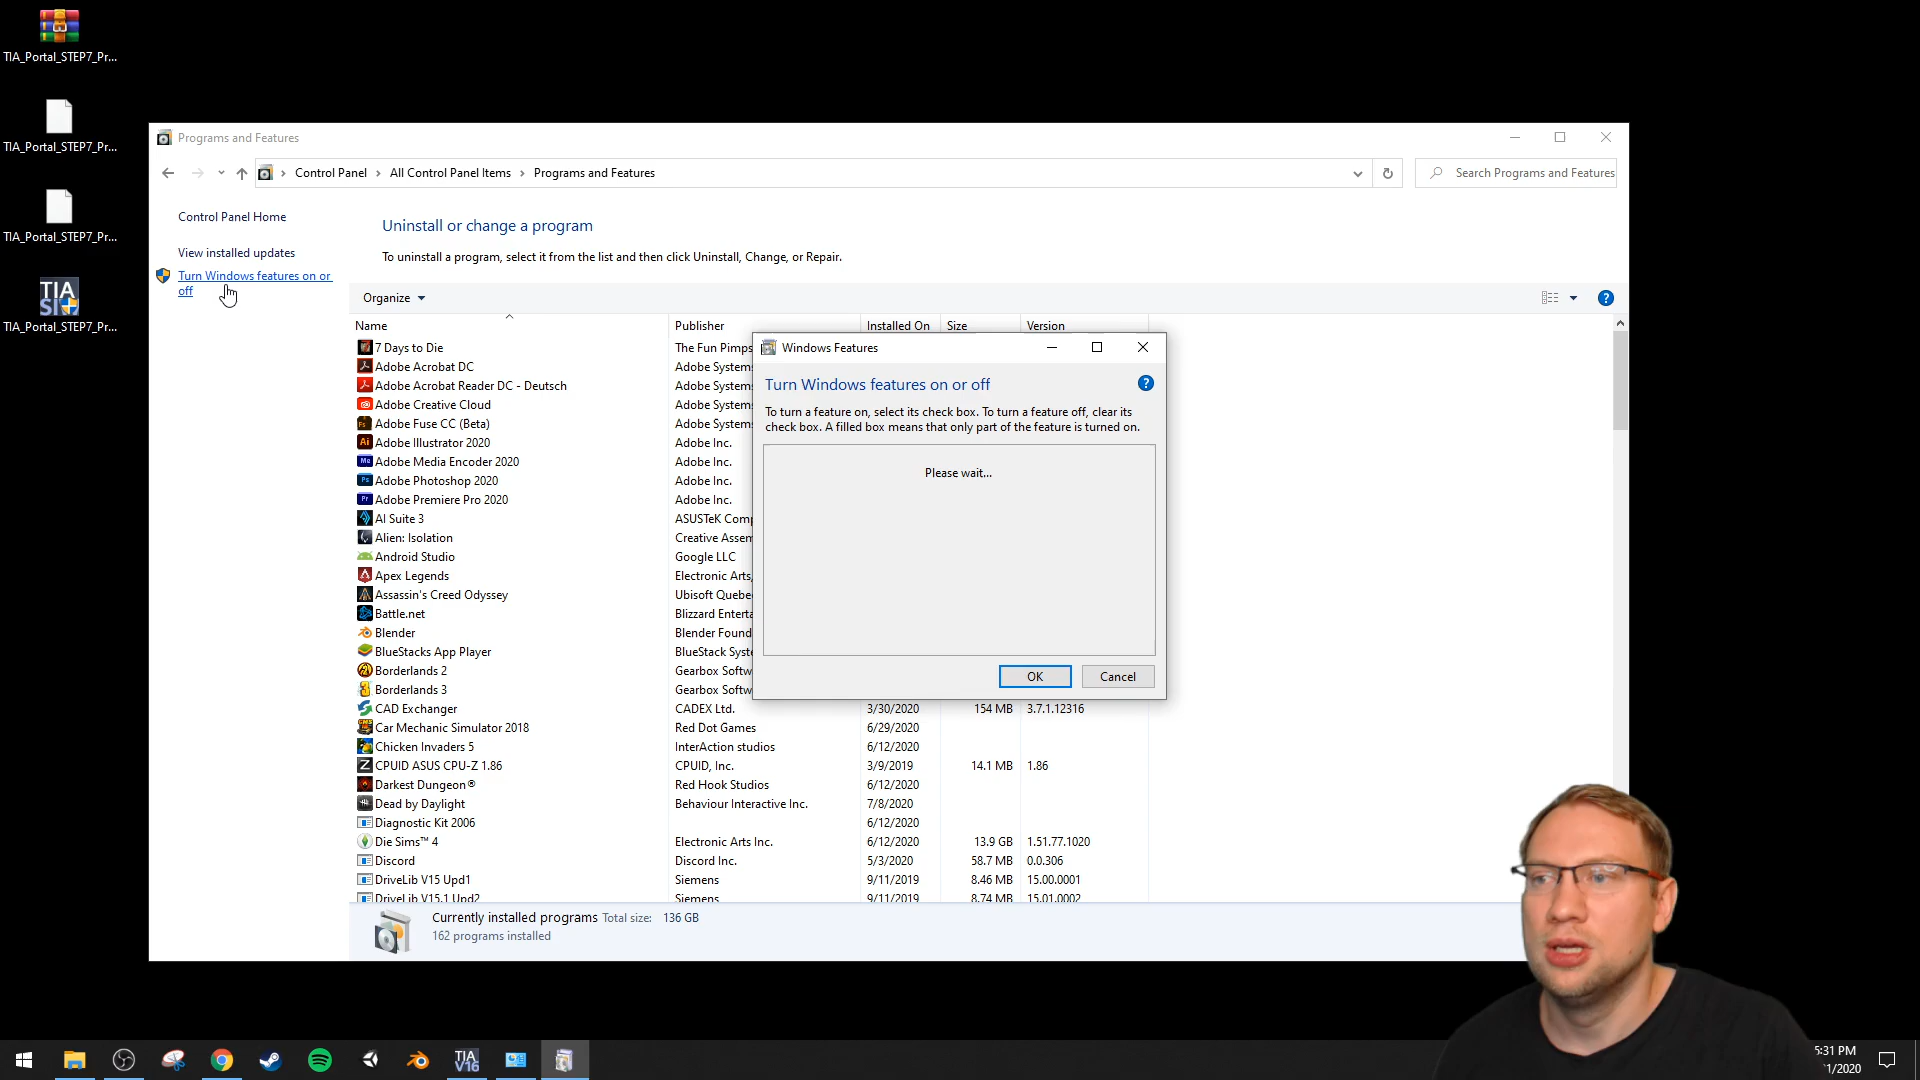 TIA_Portal_STEP7_Pr...
TIA_Portal_STEP7_Pr...
TIA_Portal_STEP7_Pr...
TIA
TIA_Portal_STEP7_Pr...
Programs and Features
Control Panel
All Control Panel Items
Programs and Features
Search Programs and Features
Control Panel Home
View installed updates
Turn Windows features on or
off
Uninstall or change a program
To uninstall a program, select it from the list and then click Uninstall, Change, or Repair.
Organize
Name Publisher Installed On Size Version
7 Days to Die The Fun Pimps
Adobe Acrobat DC Adobe Systems
Adobe Acrobat Reader DC - Deutsch Adobe Systems
Adobe Creative Cloud Adobe Systems
Adobe Fuse CC (Beta) Adobe Systems
Adobe Illustrator 2020 Adobe Inc.
Adobe Media Encoder 2020 Adobe Inc.
Adobe Photoshop 2020 Adobe Inc.
Adobe Premiere Pro 2020 Adobe Inc.
AI Suite 3 ASUSTeK Comp
Alien: Isolation Creative Assem
Android Studio Google LLC
Apex Legends Electronic Arts,
Assassin's Creed Odyssey Ubisoft Quebe
Battle.net Blizzard Enterta
Blender Blender Found
BlueStacks App Player BlueStack Syste
Borderlands 2 Gearbox Softw
Borderlands 3 Gearbox Softw
CAD Exchanger CADEX Ltd. 3/30/2020 154 MB 3.7.1.12316
Car Mechanic Simulator 2018 Red Dot Games 6/29/2020
Chicken Invaders 5 InterAction studios 6/12/2020
CPUID ASUS CPU-Z 1.86 CPUID, Inc. 3/9/2019 14.1 MB 1.86
Darkest Dungeon® Red Hook Studios 6/12/2020
Dead by Daylight Behaviour Interactive Inc. 7/8/2020
Diagnostic Kit 2006 6/12/2020
Die Sims™ 4 Electronic Arts Inc. 6/12/2020 13.9 GB 1.51.77.1020
Discord Discord Inc. 5/3/2020 58.7 MB 0.0.306
DriveLib V15 Upd1 Siemens 9/11/2019 8.46 MB 15.00.0001
DriveLib V15.1 Upd2 Siemens 9/11/2019 8.74 MB 15.01.0002
Windows Features
Turn Windows features on or off
To turn a feature on, select its check box. To turn a feature off, clear its
check box. A filled box means that only part of the feature is turned on.
Please wait...
OK Cancel
Currently installed programs Total size: 136 GB
162 programs installed
TIA
V16
5:31 PM
1/2020